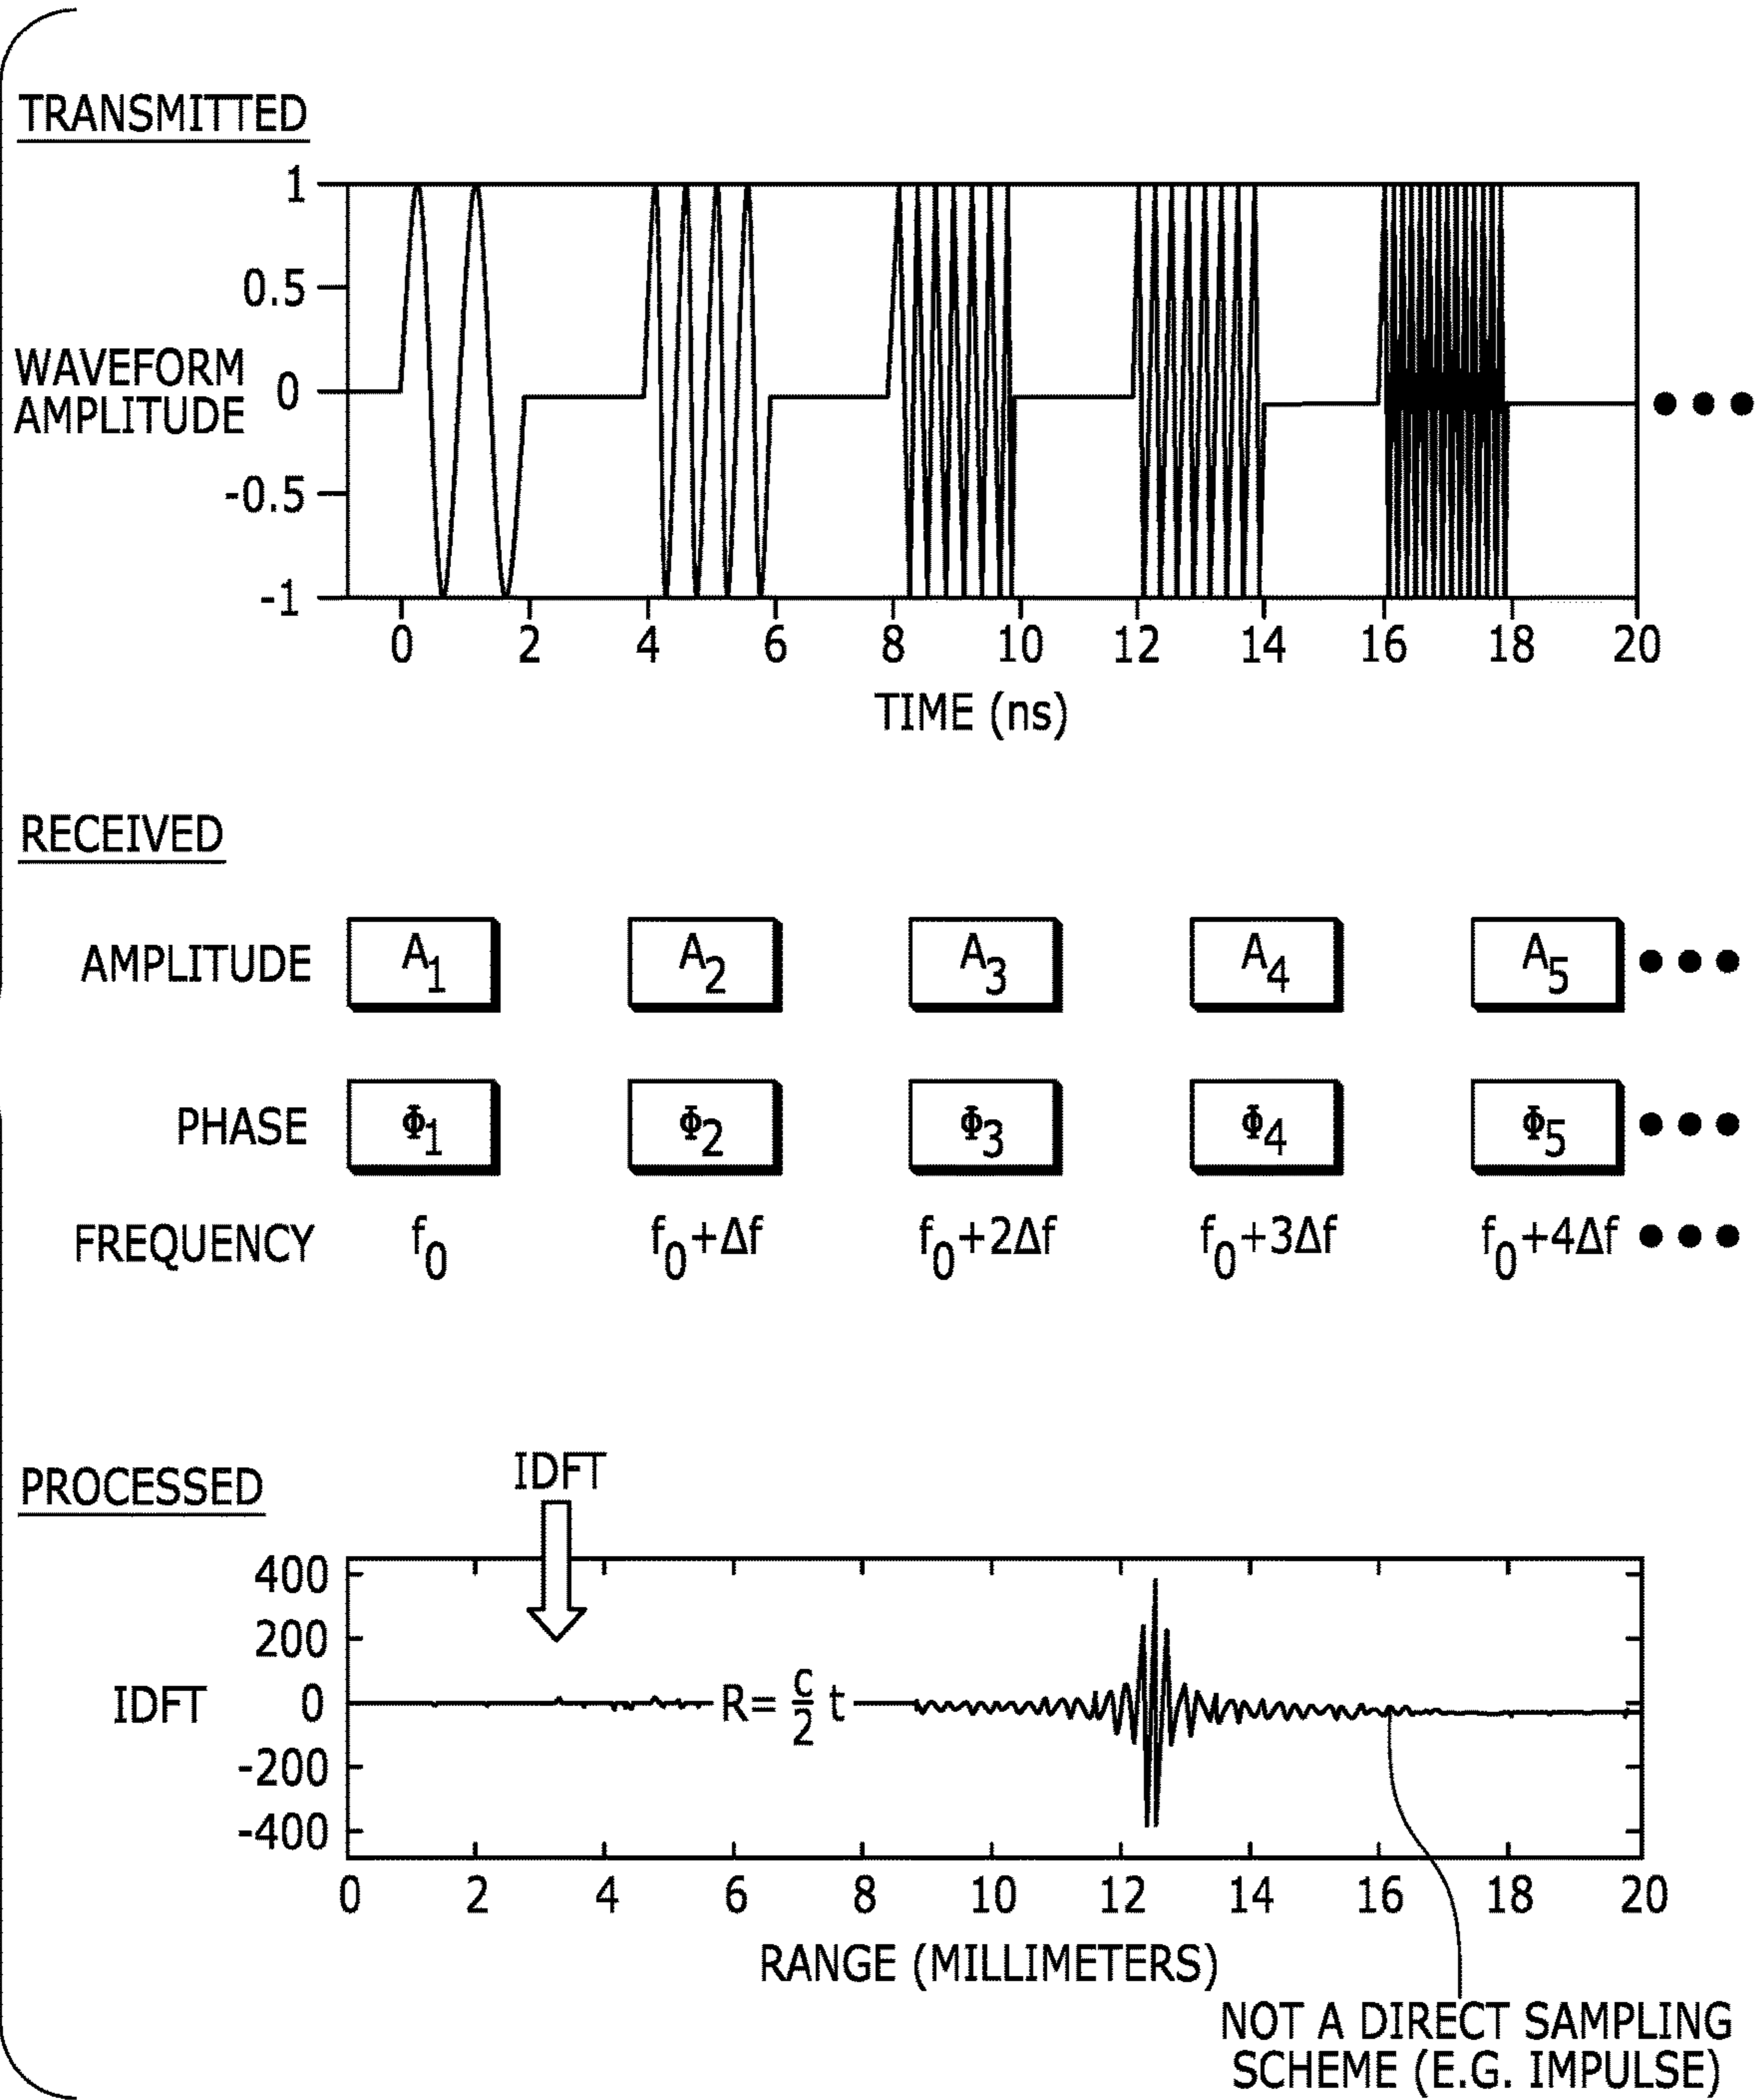 TRANSMITTED
1
0.5
WAVEFORM
AMPLITUDE
0
-0.5
-1
0 2 4 6 8 10 12 14 16 18 20
TIME (ns)
RECEIVED
AMPLITUDE A1 A2 A3 A4 A5
PHASE Φ1 Φ2 Φ3 Φ4 Φ5
FREQUENCY f0 f0+Δf f0+2Δf f0+3Δf f0+4Δf
PROCESSED
IDFT
400
200
IDFT 0 R= c/2 t
-200
-400
0 2 4 6 8 10 12 14 16 18 20
RANGE (MILLIMETERS)
NOT A DIRECT SAMPLING
SCHEME (E.G. IMPULSE)